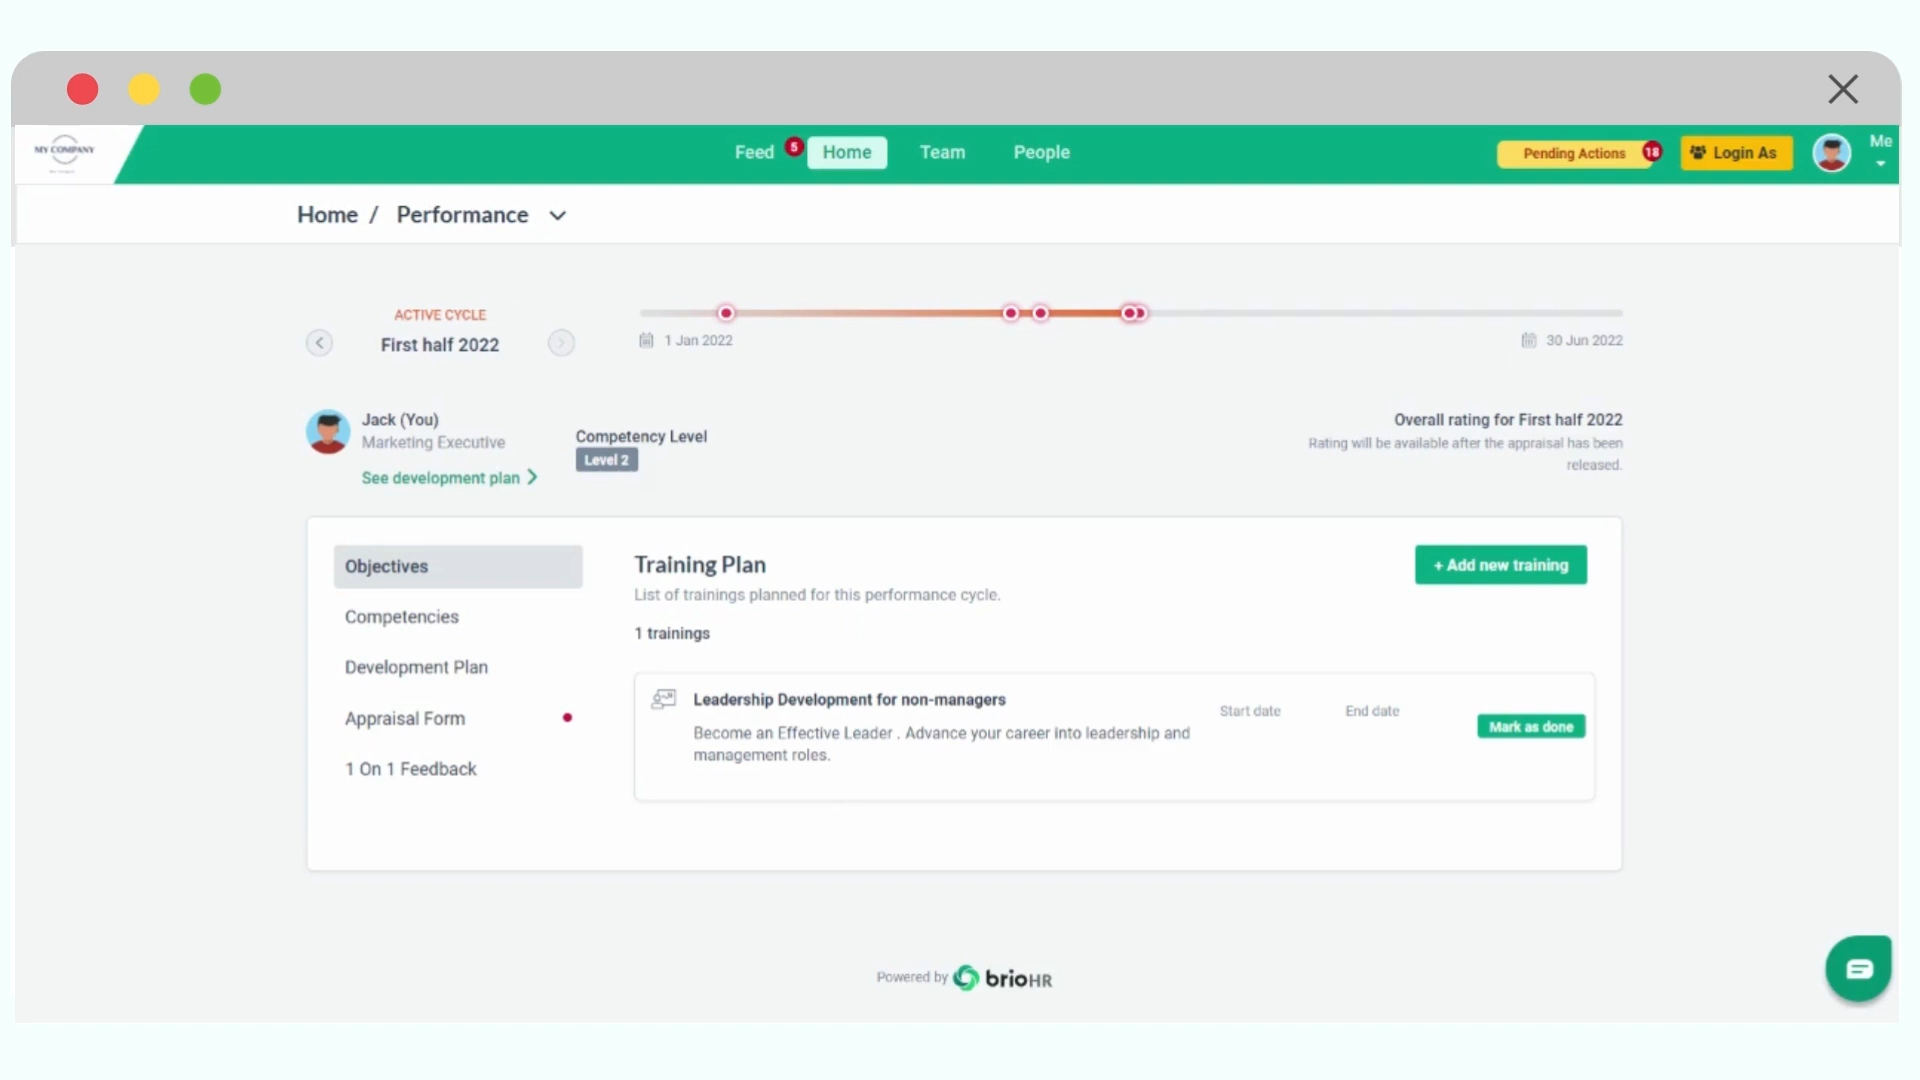 MY COMPANY
Feed 5 Home Team People
Pending Actions 18 Login As Me
Home / Performance
ACTIVE CYCLE
First half 2022
1 Jan 2022 30 Jun 2022
Jack (You)
Marketing Executive
See development plan
Competency Level
Level 2
Overall rating for First half 2022
Rating will be available after the appraisal has been
released.
Objectives
Competencies
Development Plan
Appraisal Form
1 On 1 Feedback
Training Plan
+ Add new training
List of trainings planned for this performance cycle.
1 trainings
Leadership Development for non-managers
Become an Effective Leader . Advance your career into leadership and
management roles.
Start date End date
Mark as done
Powered by brioHR